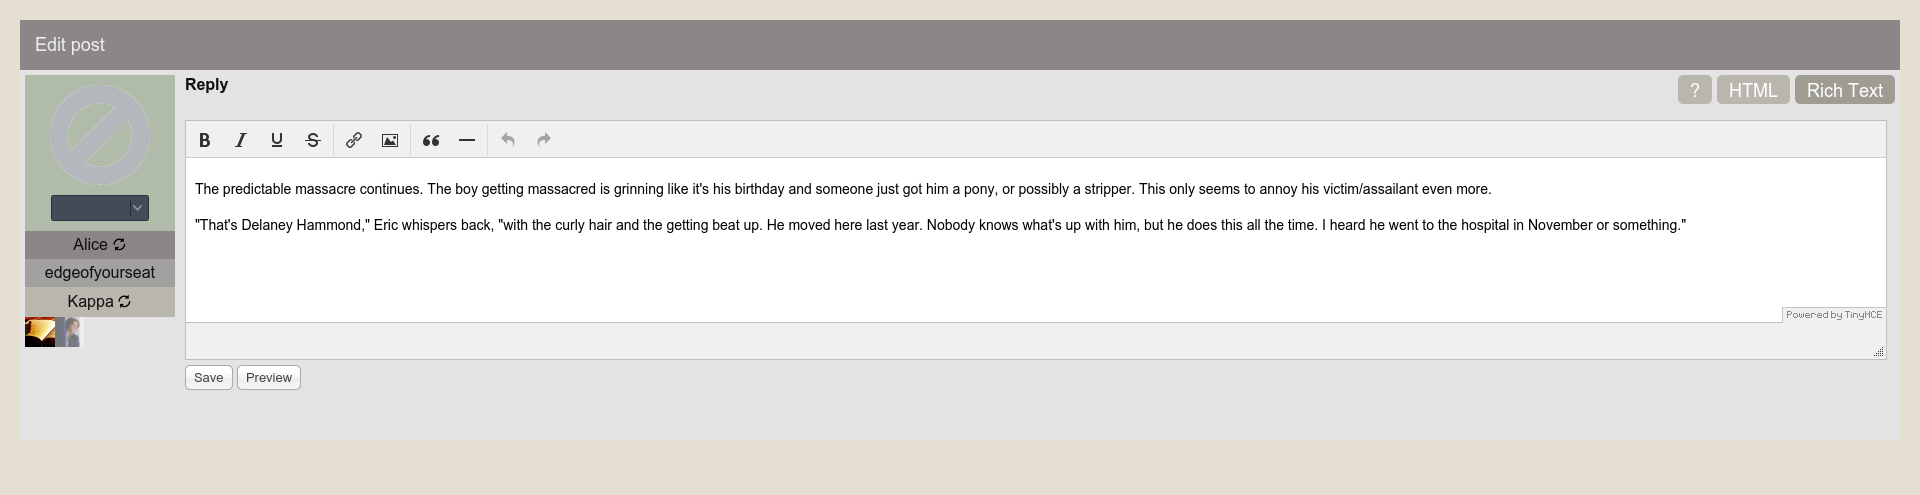 Edit post
Reply
? HTML Rich Text
B I U S
Alice
edgeofyourseat
Kappa
The predictable massacre continues. The boy getting massacred is grinning like it's his birthday and someone just got him a pony, or possibly a stripper. This only seems to annoy his victim/assailant even more.
"That's Delaney Hammond," Eric whispers back, "with the curly hair and the getting beat up. He moved here last year. Nobody knows what's up with him, but he does this all the time. I heard he went to the hospital in November or something."
Powered by TinyMCE
Save Preview